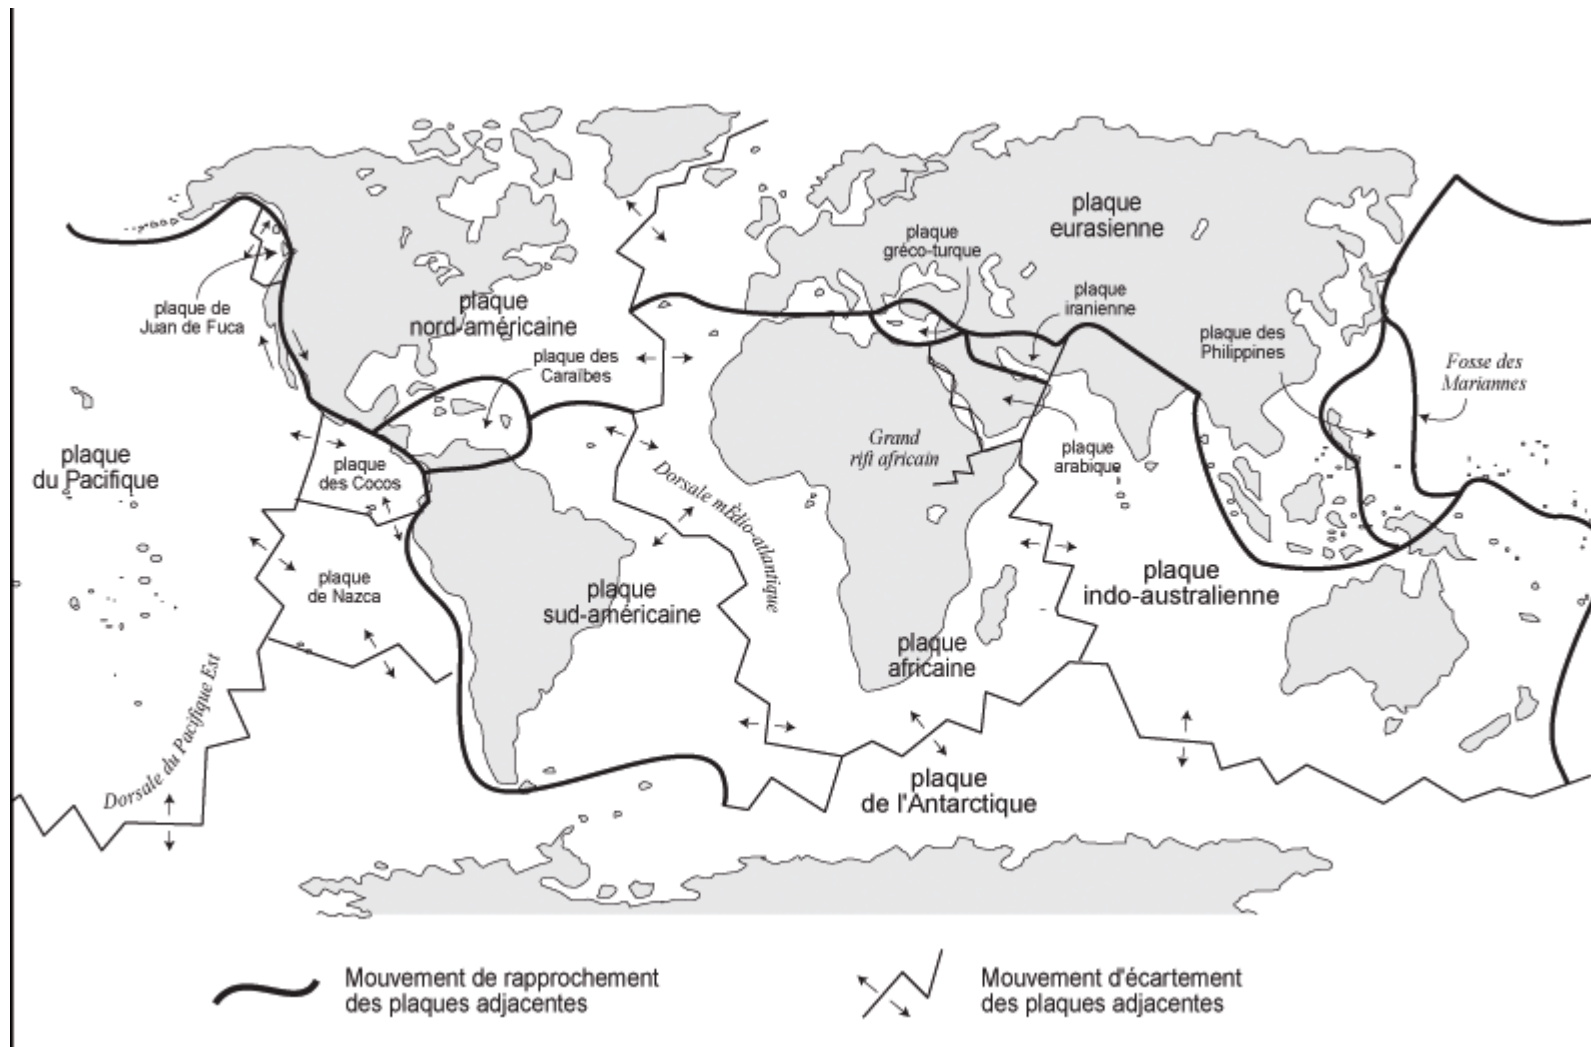 plaque
eurasienne
plaque
gréco-turque
plaque
iranienne
plaque de
Juan de Fuca
plaque
nord-américaine
plaque des
Caraïbes
plaque des
Philippines
Fosse des
Mariannes
plaque
du Pacifique
plaque
des Cocos
Grand
rift africain
plaque
arabique
Dorsale mÈdio-atlantique
plaque
de Nazca
plaque
sud-américaine
plaque
indo-australienne
plaque
africaine
Dorsale du Pacifique Est
plaque
de l'Antarctique
Mouvement de rapprochement
des plaques adjacentes
Mouvement d'écartement
des plaques adjacentes